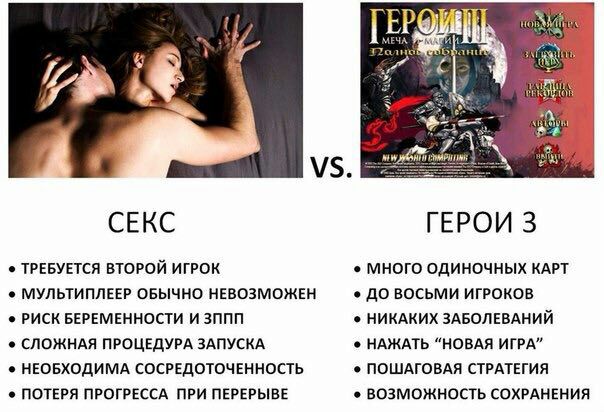 ГЕРОИ III
МЕЧА И МАГИИ
Полное собрание
НОВАЯ ИГРА
ЗАГРУЗИТЬ ИГРУ
ТАБЛИЦА РЕКОРДОВ
АВТОРЫ
ВЫЙТИ
NEW WORLD COMPUTING
VS.
СЕКС
ГЕРОИ 3
• ТРЕБУЕТСЯ ВТОРОЙ ИГРОК
• МУЛЬТИПЛЕЕР ОБЫЧНО НЕВОЗМОЖЕН
• РИСК БЕРЕМЕННОСТИ И ЗППП
• СЛОЖНАЯ ПРОЦЕДУРА ЗАПУСКА
• НЕОБХОДИМА СОСРЕДОТОЧЕННОСТЬ
• ПОТЕРЯ ПРОГРЕССА ПРИ ПЕРЕРЫВЕ
• МНОГО ОДИНОЧНЫХ КАРТ
• ДО ВОСЬМИ ИГРОКОВ
• НИКАКИХ ЗАБОЛЕВАНИЙ
• НАЖАТЬ “НОВАЯ ИГРА”
• ПОШАГОВАЯ СТРАТЕГИЯ
• ВОЗМОЖНОСТЬ СОХРАНЕНИЯ